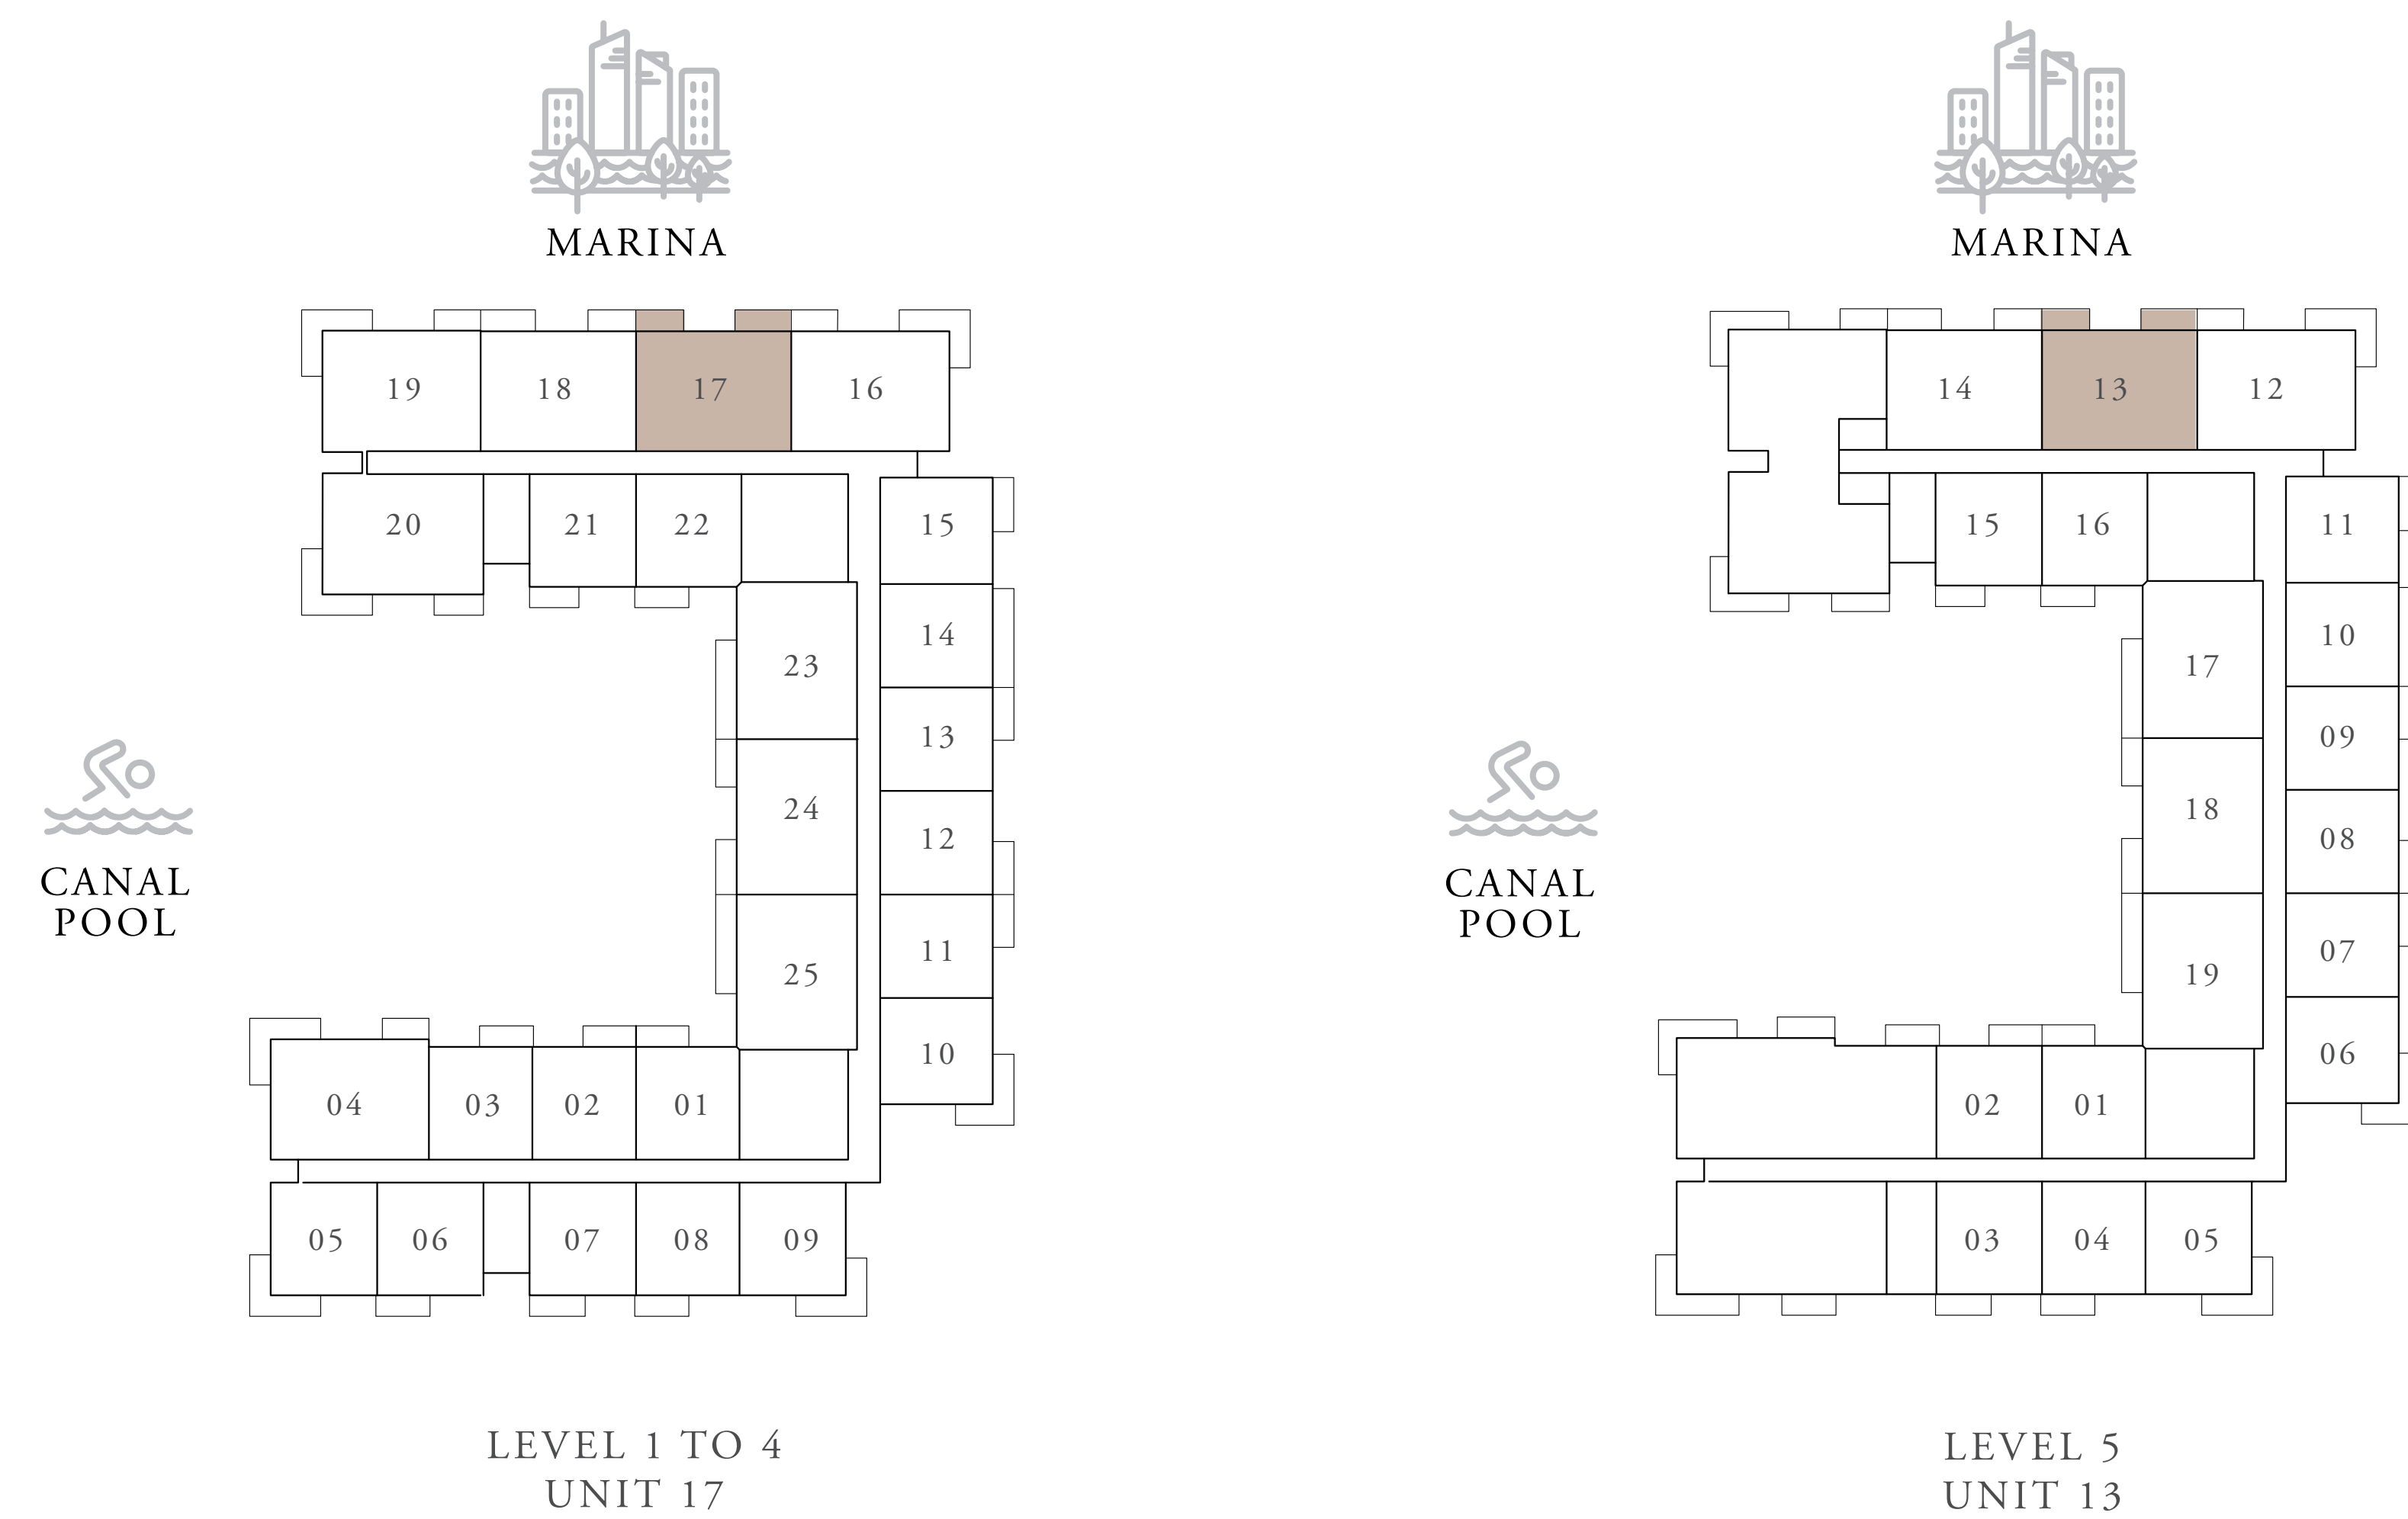 MARINA
19 18 17 16
20 21 22 15
14
23
13
24 12
CANAL
POOL
11
25
10
04 03 02 01
05 06 07 08 09
LEVEL 1 TO 4
UNIT 17
MARINA
14 13 12
15 16 11
10
17
09
18 08
CANAL
POOL
07
19
06
02 01
03 04 05
LEVEL 5
UNIT 13